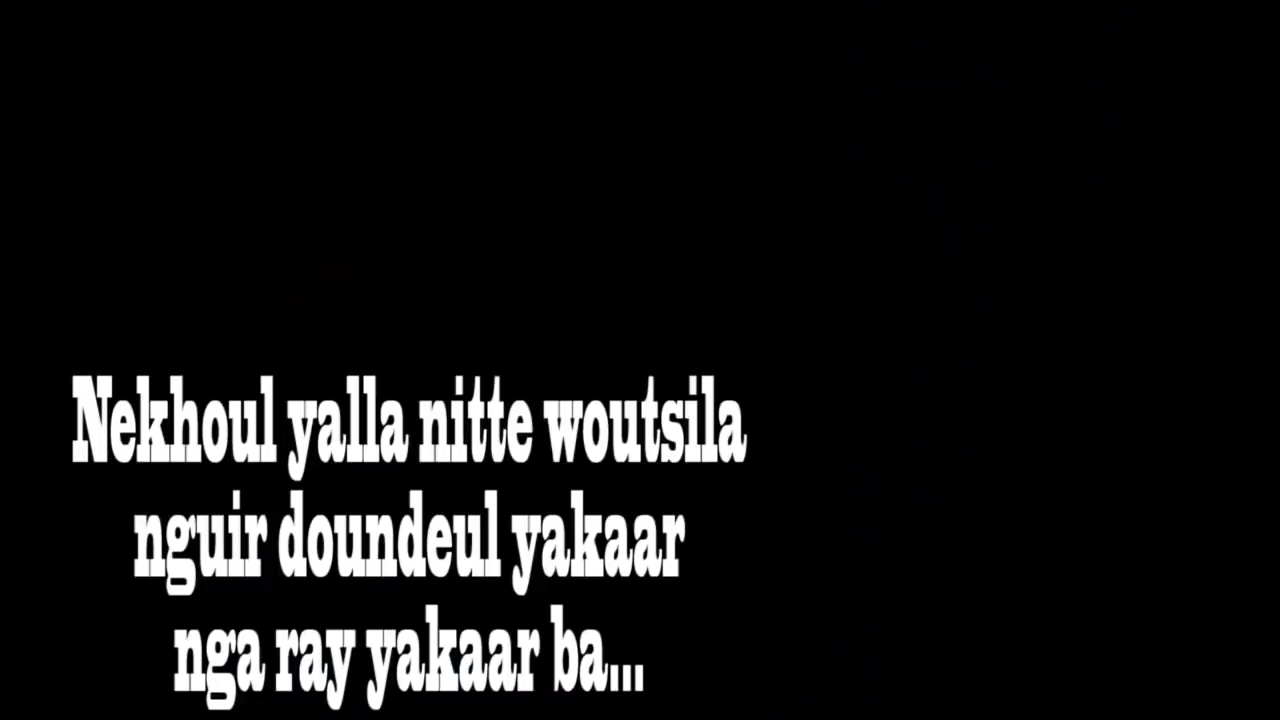 Nekhoul yalla nitte woutsila
nguir doundeul yakaar
nga ray yakaar ba...